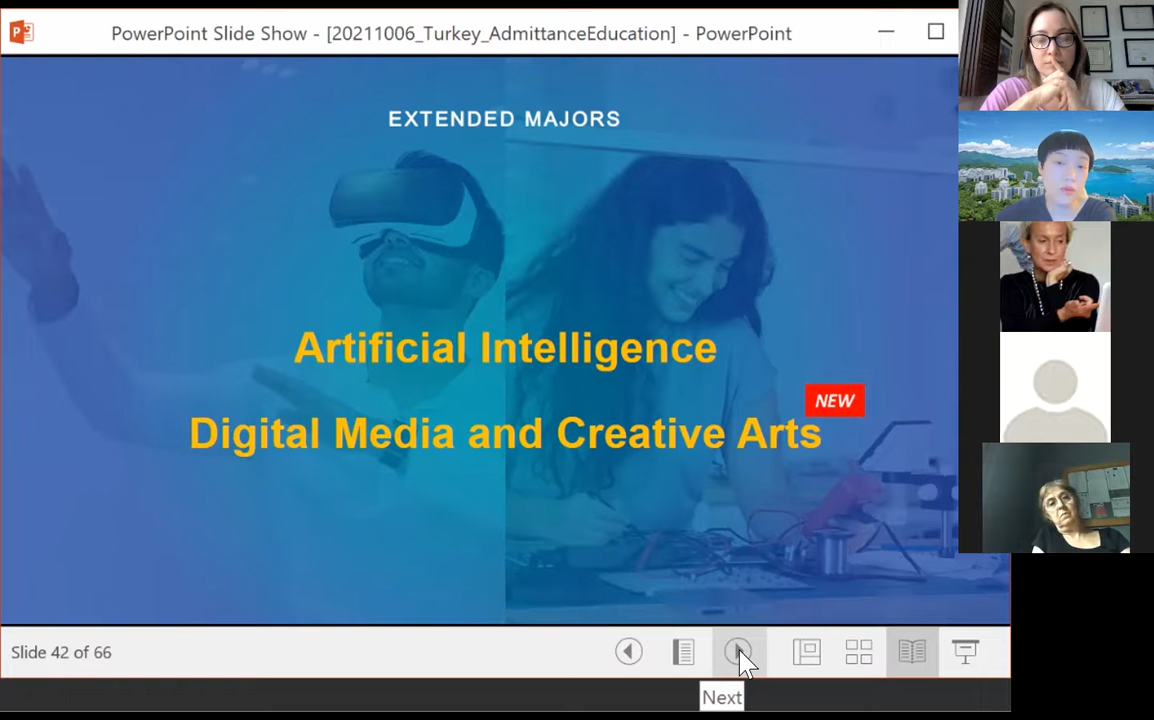 PowerPoint Slide Show - [20211006_Turkey_AdmittanceEducation] - PowerPoint
EXTENDED MAJORS
Artificial Intelligence
NEW
Digital Media and Creative Arts
Slide 42 of 66
Next